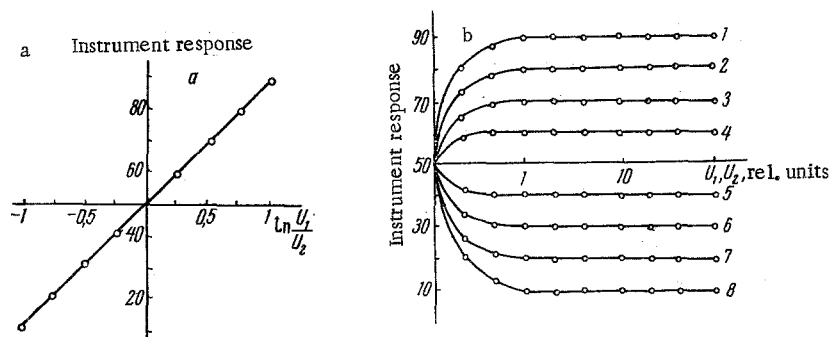 a Instrument response
a
80
60
-1 -0,5 0,5 1
40
ln U₁/U₂
20
b
Instrument response
90
70
50
30
10
1 10
U₁, U₂, rel. units
1
2
3
4
5
6
7
8